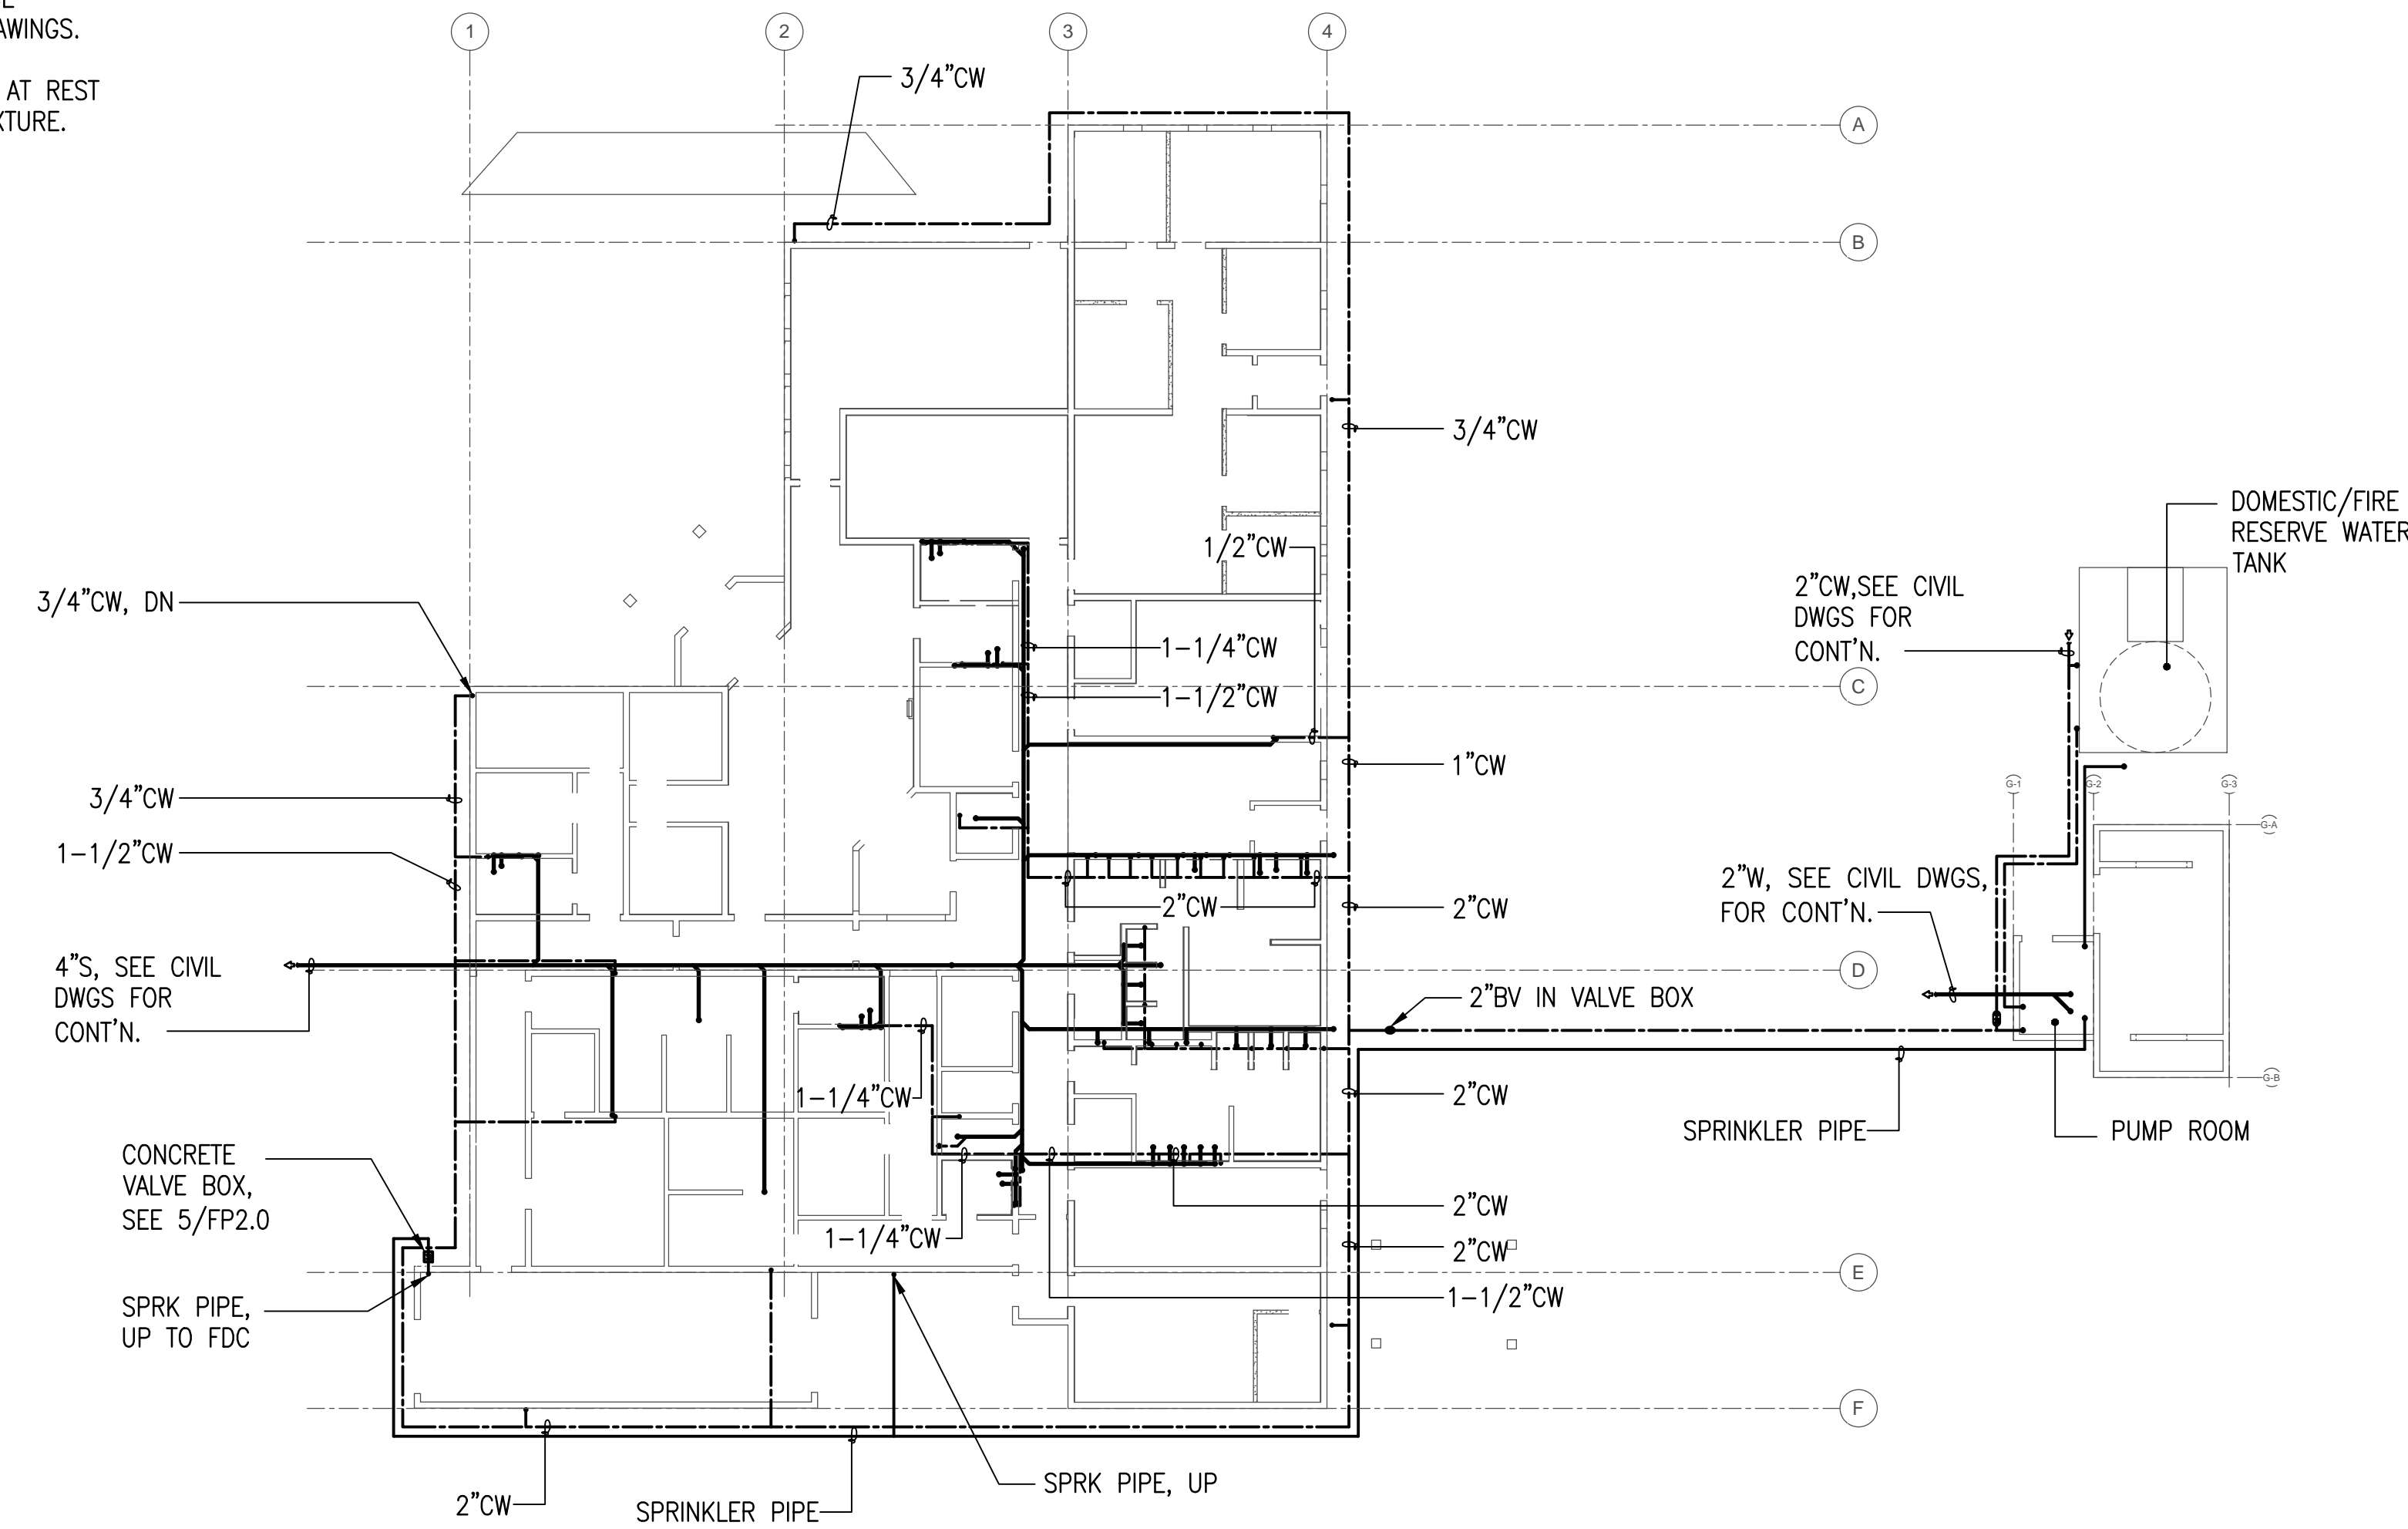 AWINGS.
AT REST
XTURE.
1
2
3
4
3/4"CW
A
B
3/4"CW
DOMESTIC/FIRE
RESERVE WATER
TANK
1/2"CW
2"CW,SEE CIVIL
DWGS FOR
CONT'N.
3/4"CW, DN
1-1/4"CW
C
1-1/2"CW
1"CW
G-1
G-2
G-3
3/4"CW
G-A
1-1/2"CW
2"W, SEE CIVIL DWGS,
FOR CONT'N.
2"CW
2"CW
4"S, SEE CIVIL
DWGS FOR
CONT'N.
D
2"BV IN VALVE BOX
G-B
1-1/4"CW
2"CW
SPRINKLER PIPE
PUMP ROOM
CONCRETE
VALVE BOX,
SEE 5/FP2.0
2"CW
1-1/4"CW
2"CW
E
1-1/2"CW
SPRK PIPE,
UP TO FDC
F
SPRK PIPE, UP
2"CW
SPRINKLER PIPE